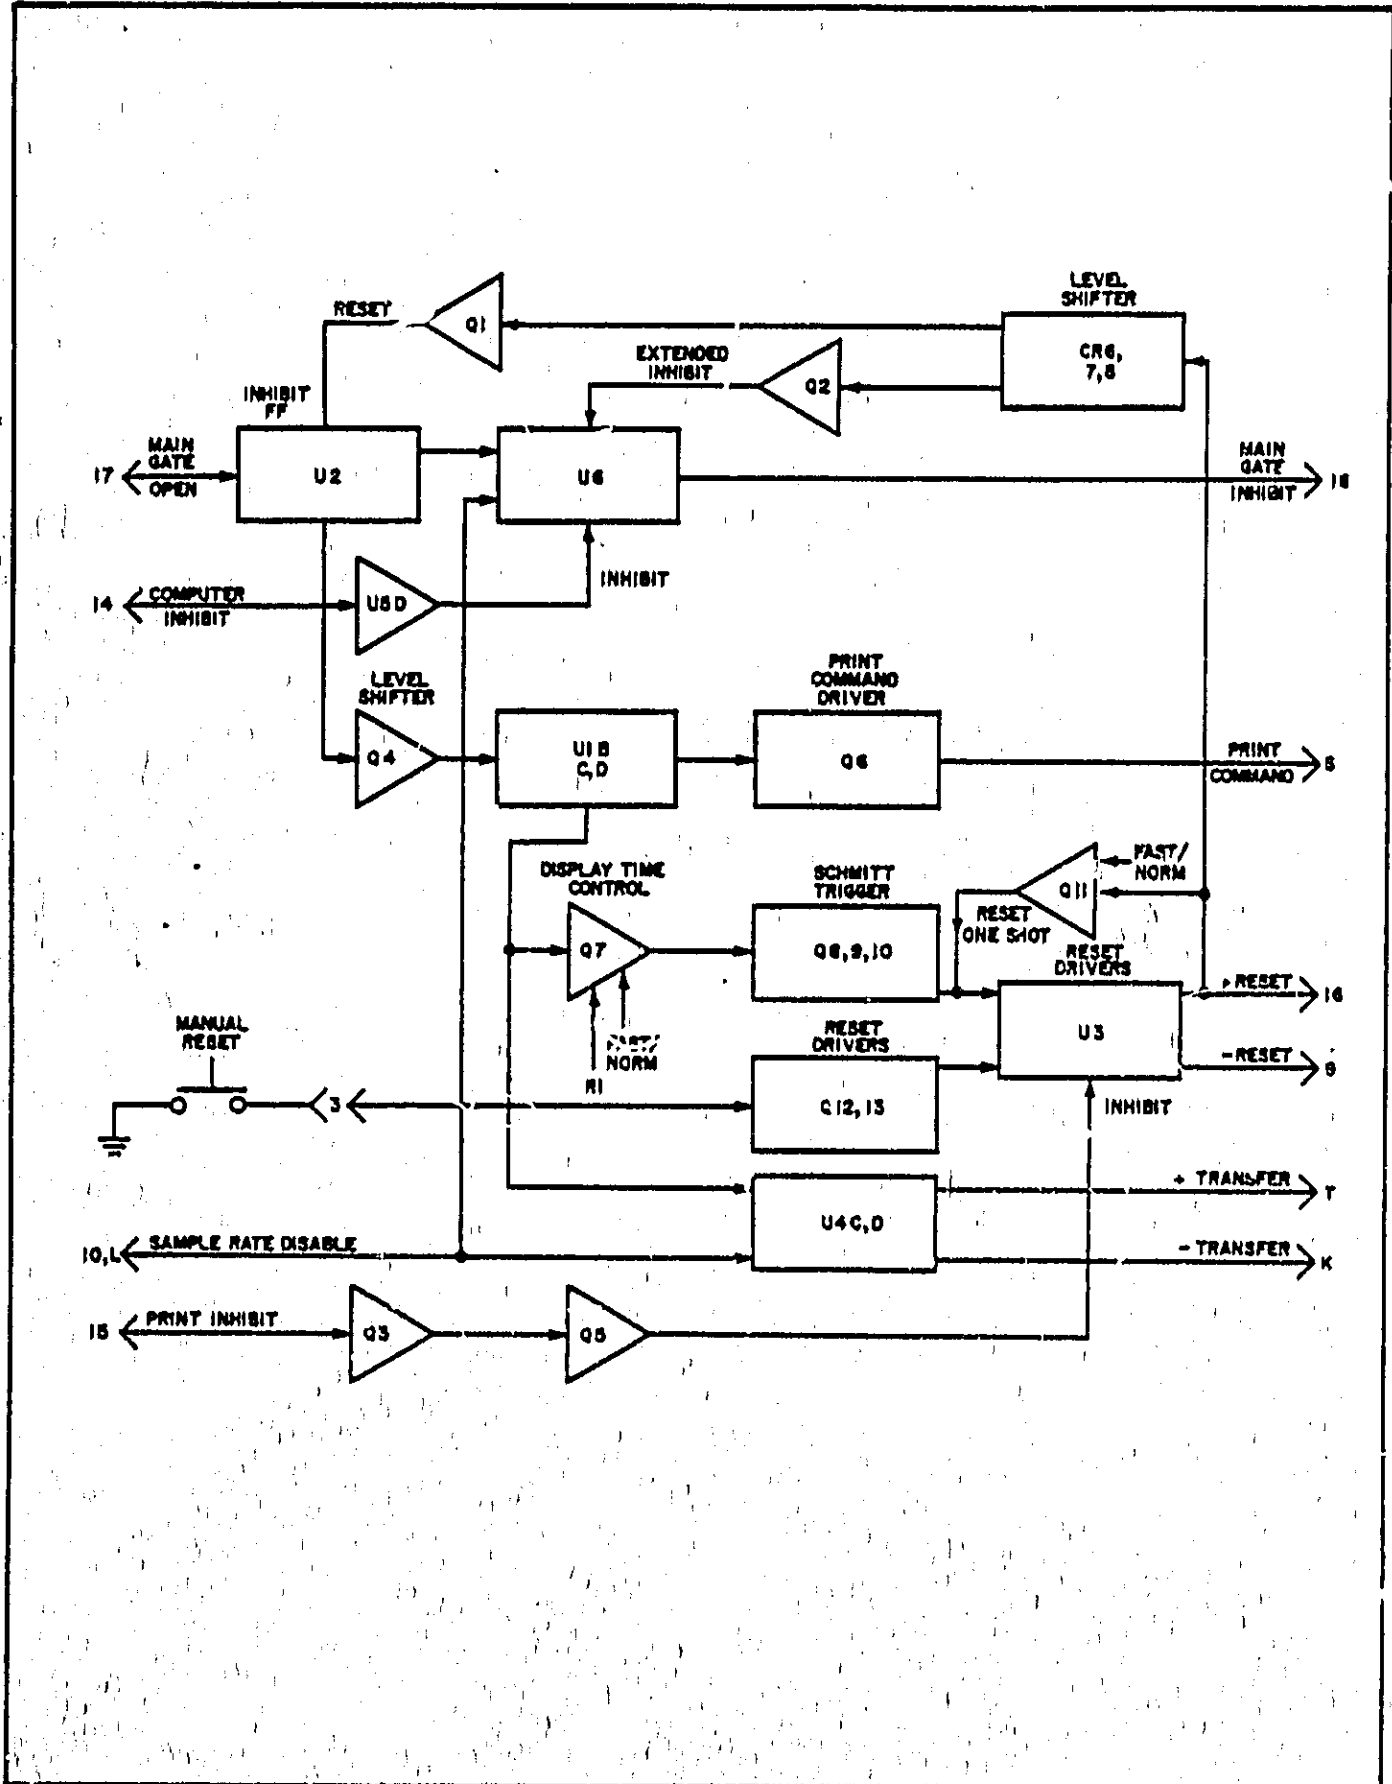 LEVEL
SHIFTER
RESET
Q1
CR6,
7,8
EXTENDED
INHIBIT
Q2
INHIBIT
FF
MAIN
GATE
OPEN
17
U2
U6
MAIN
GATE
INHIBIT
INHIBIT
14
COMPUTER
INHIBIT
U5D
LEVEL
SHIFTER
Q4
U1B
C,D
PRINT
COMMAND
DRIVER
Q6
PRINT
COMMAND
DISPLAY TIME
CONTROL
Q7
SCHMITT
TRIGGER
Q8,9,10
FAST/
NORM
Q11
RESET
ONE SHOT
RESET
DRIVERS
U3
+RESET
16
-RESET
FAST/
NORM
R1
MANUAL
RESET
3
RESET
DRIVERS
Q12,13
INHIBIT
U4C,D
+ TRANSFER
T
- TRANSFER
K
10,L
SAMPLE RATE DISABLE
15
PRINT INHIBIT
Q3
Q5